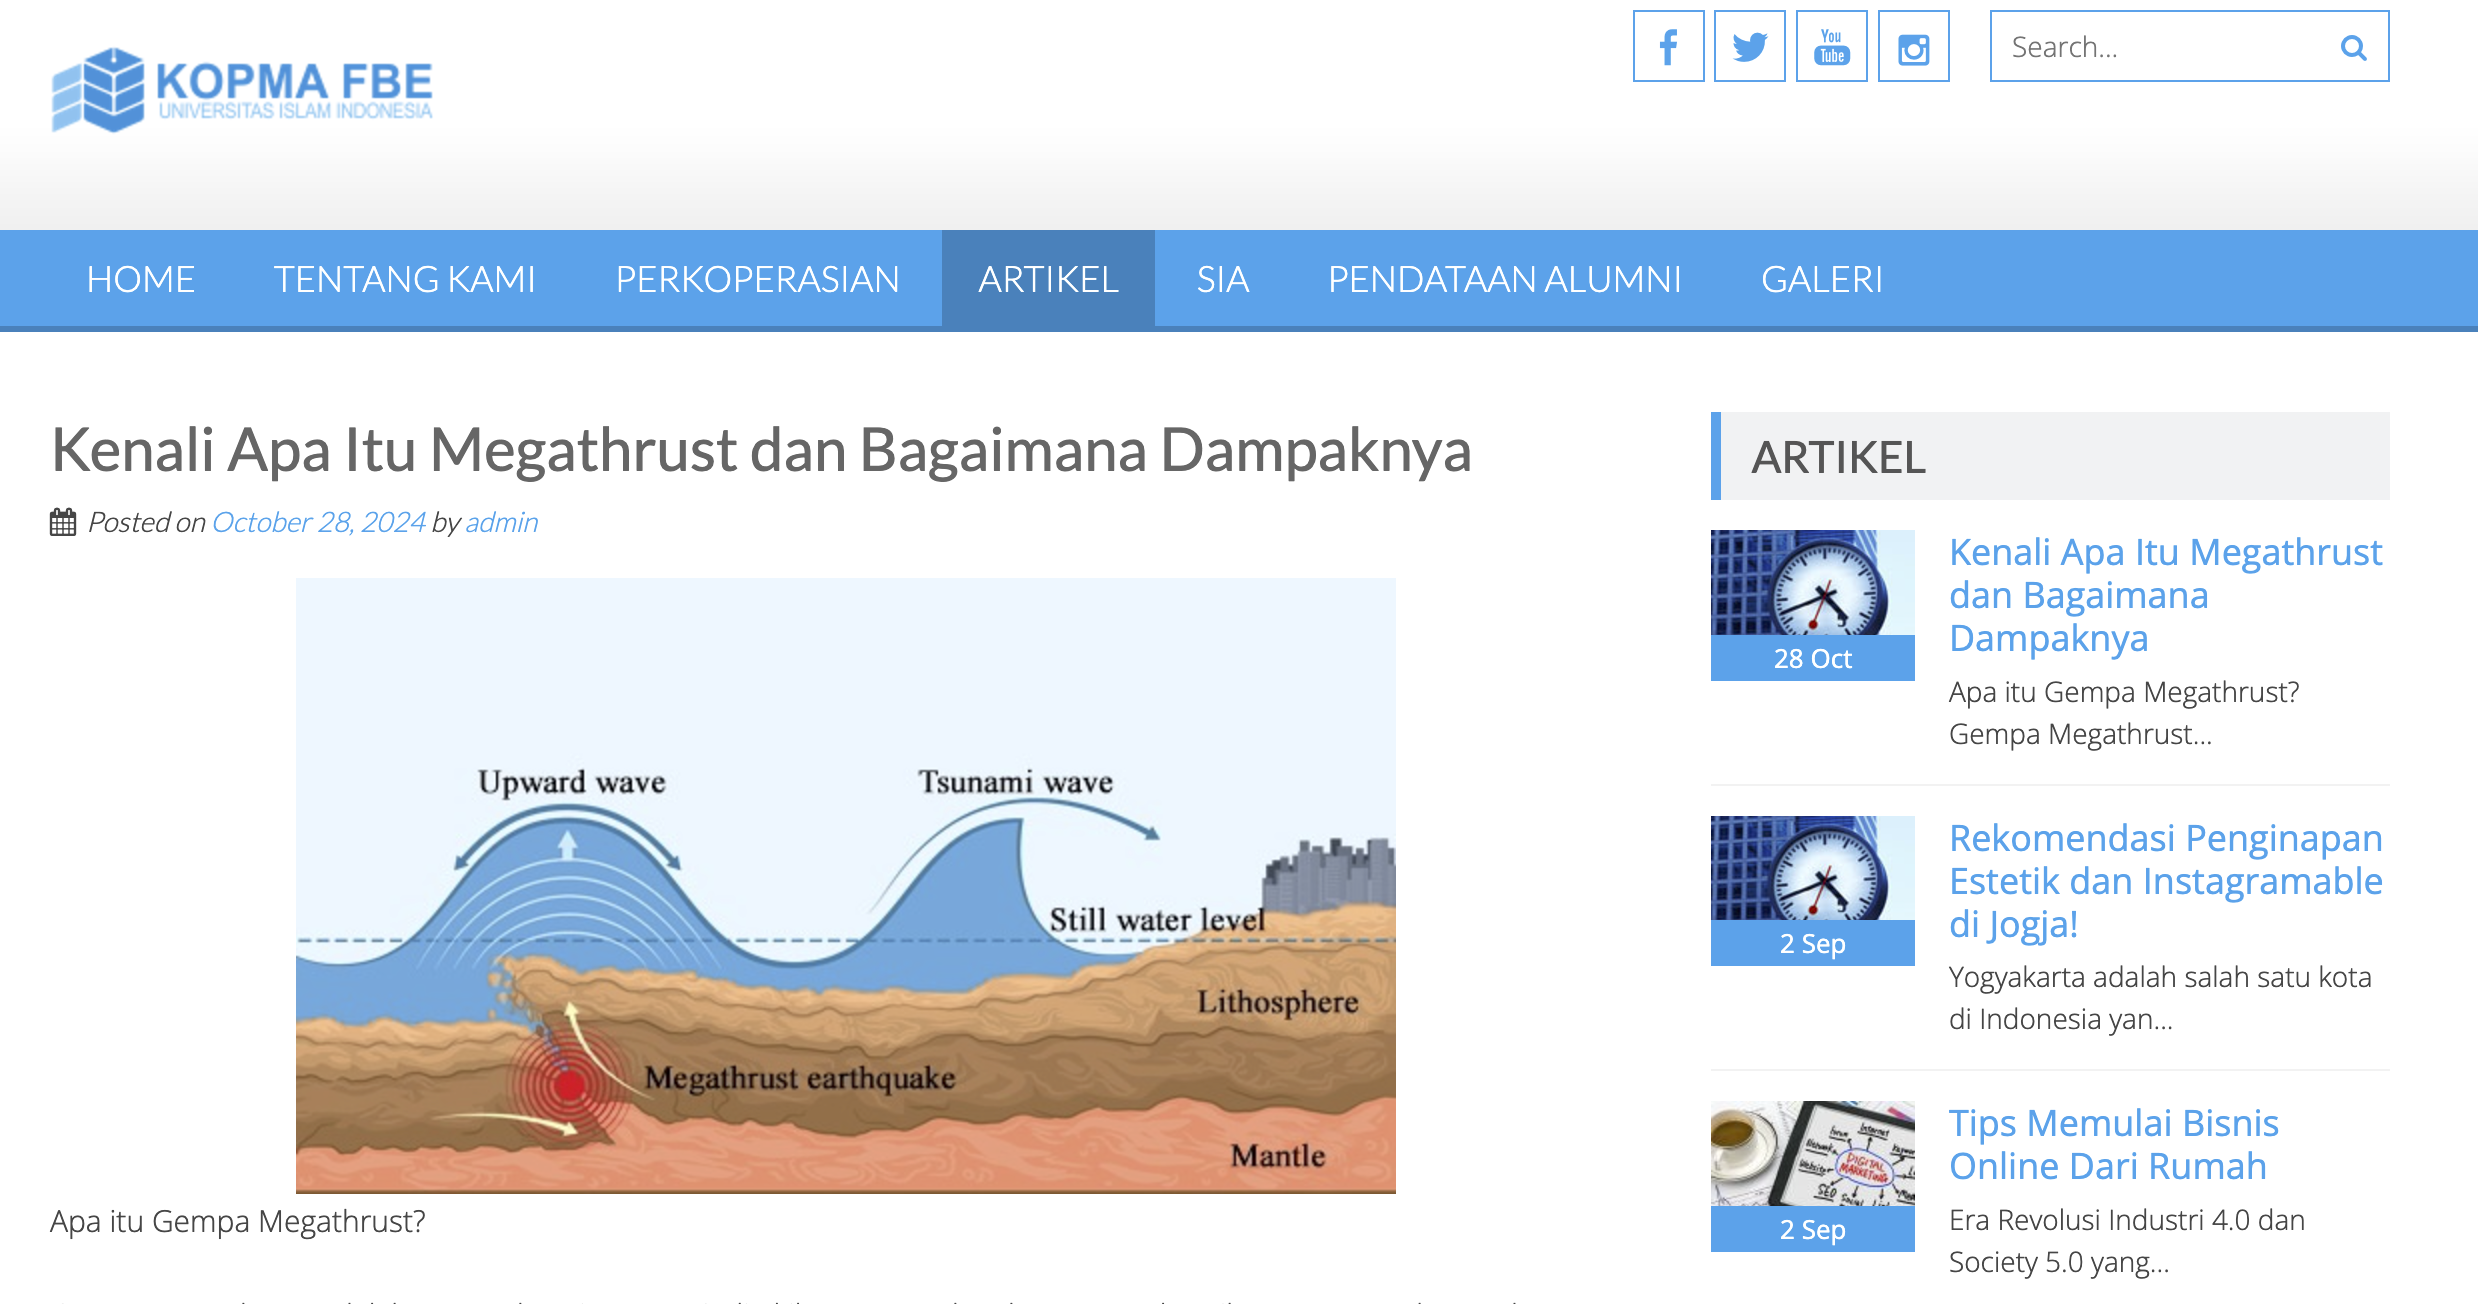 KOPMA FBE
UNIVERSITAS ISLAM INDONESIA
You
Tube
Search...
HOME
TENTANG KAMI
PERKOPERASIAN
ARTIKEL
SIA
PENDATAAN ALUMNI
GALERI
Kenali Apa Itu Megathrust dan Bagaimana Dampaknya
Posted on October 28, 2024 by admin
Upward wave
Tsunami wave
Still water level
Lithosphere
Megathrust earthquake
Mantle
Apa itu Gempa Megathrust?
ARTIKEL
28 Oct
Kenali Apa Itu Megathrust
dan Bagaimana
Dampaknya
Apa itu Gempa Megathrust?
Gempa Megathrust...
2 Sep
Rekomendasi Penginapan
Estetik dan Instagramable
di Jogja!
Yogyakarta adalah salah satu kota
di Indonesia yan...
Internet
DIGITAL
MARKETING
SEO
Social
2 Sep
Tips Memulai Bisnis
Online Dari Rumah
Era Revolusi Industri 4.0 dan
Society 5.0 yang...